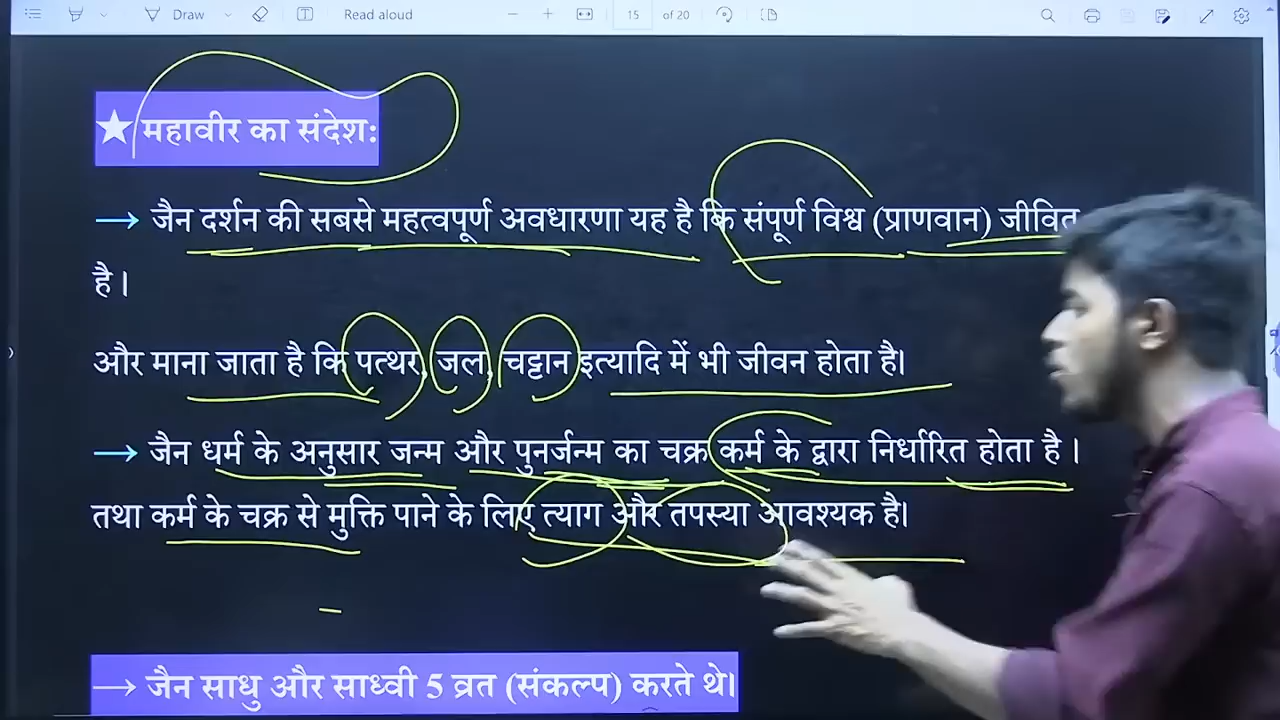 Draw
Read aloud
15 of 20
★ महावीर का संदेश:
→ जैन दर्शन की सबसे महत्वपूर्ण अवधारणा यह है कि संपूर्ण विश्व (प्राणवान) जीवित
है।
और माना जाता है कि पत्थर, जल, चट्टान इत्यादि में भी जीवन होता है।
→ जैन धर्म के अनुसार जन्म और पुनर्जन्म का चक्र कर्म के द्वारा निर्धारित होता है।
तथा कर्म के चक्र से मुक्ति पाने के लिए त्याग और तपस्या आवश्यक है।
→ जैन साधु और साध्वी 5 व्रत (संकल्प) करते थे।